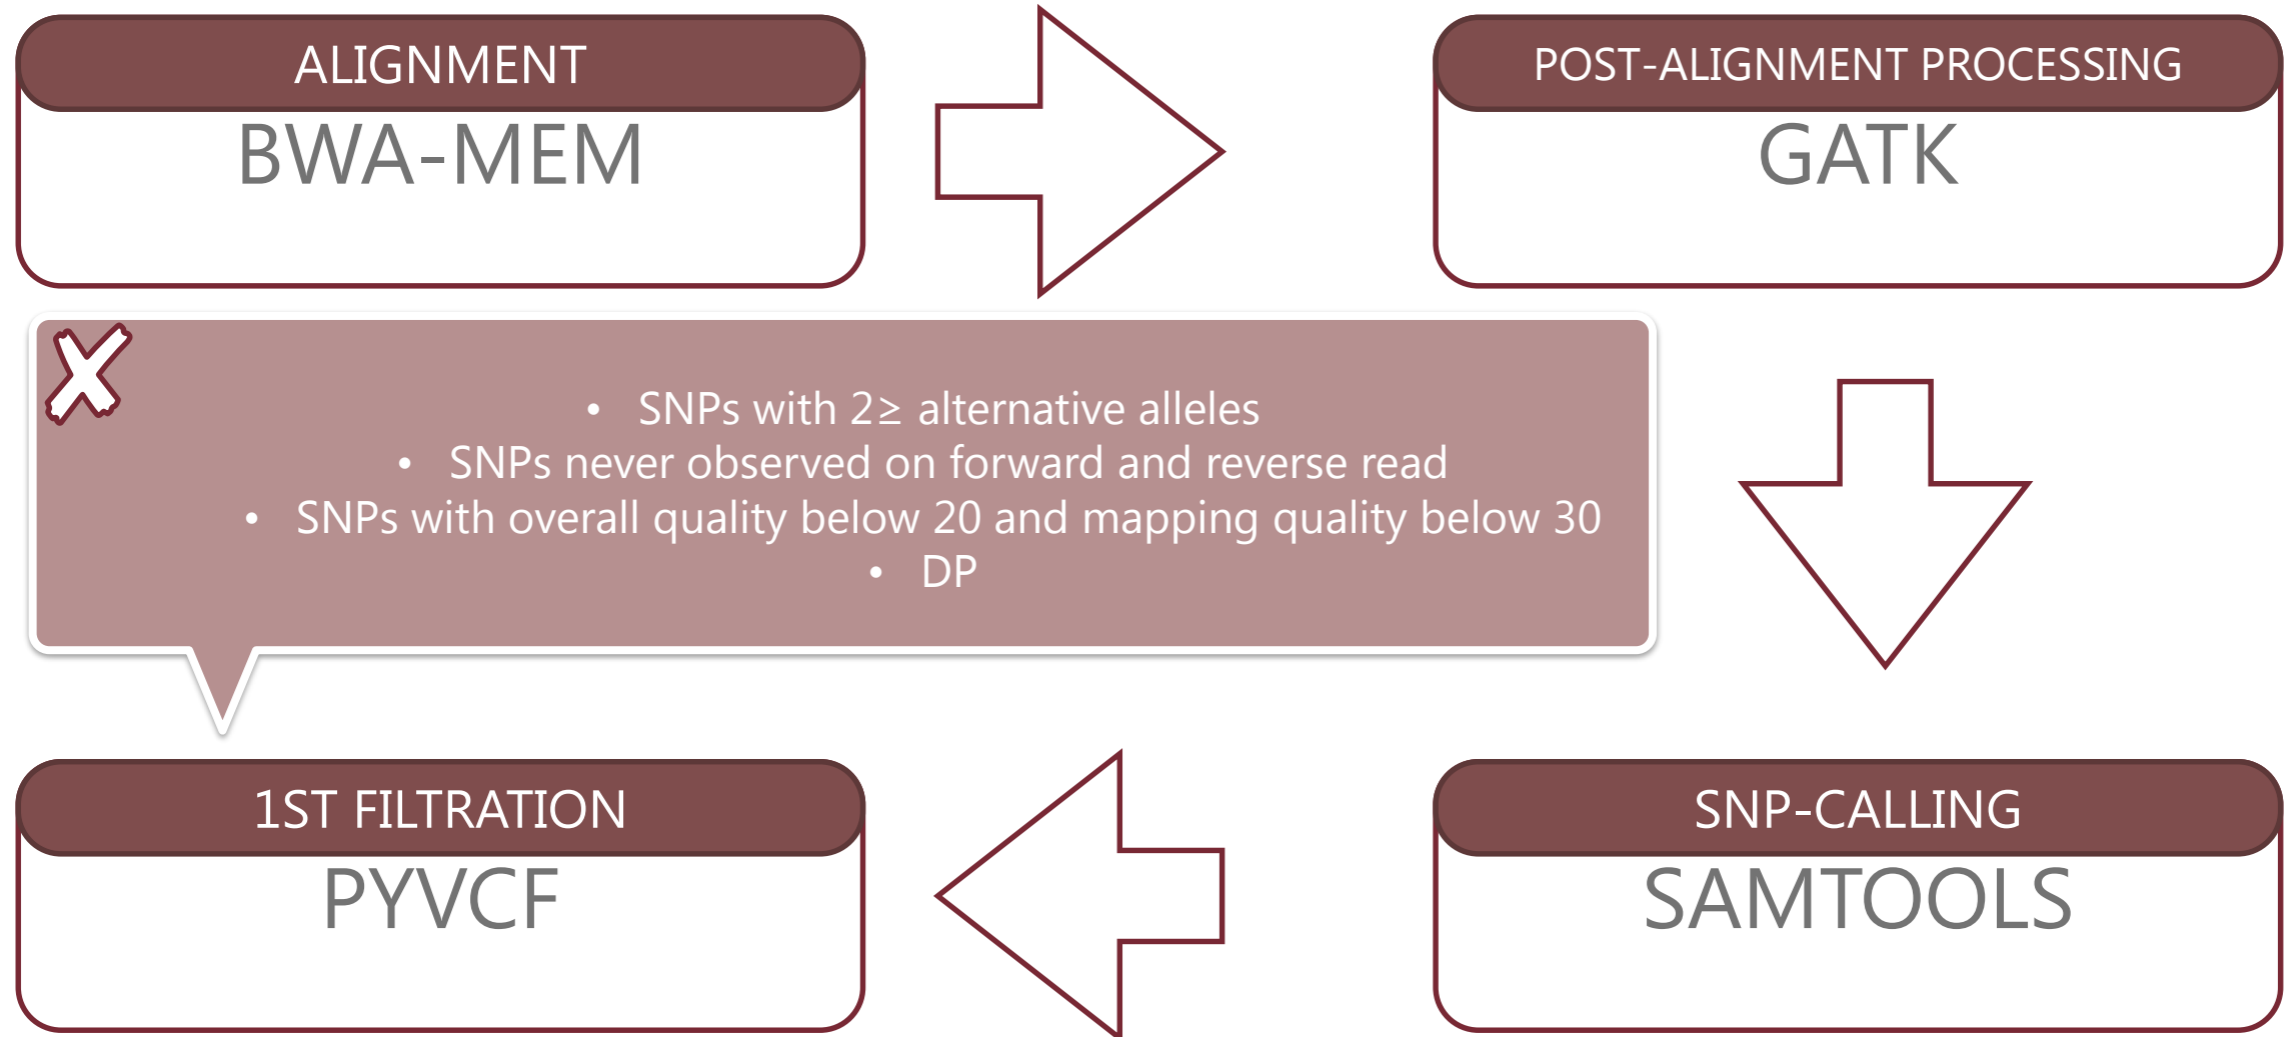 ALIGNMENT
BWA-MEM
POST-ALIGNMENT PROCESSING
GATK
• SNPs with 2≥ alternative alleles
• SNPs never observed on forward and reverse read
• SNPs with overall quality below 20 and mapping quality below 30
• DP
1ST FILTRATION
PYVCF
SNP-CALLING
SAMTOOLS